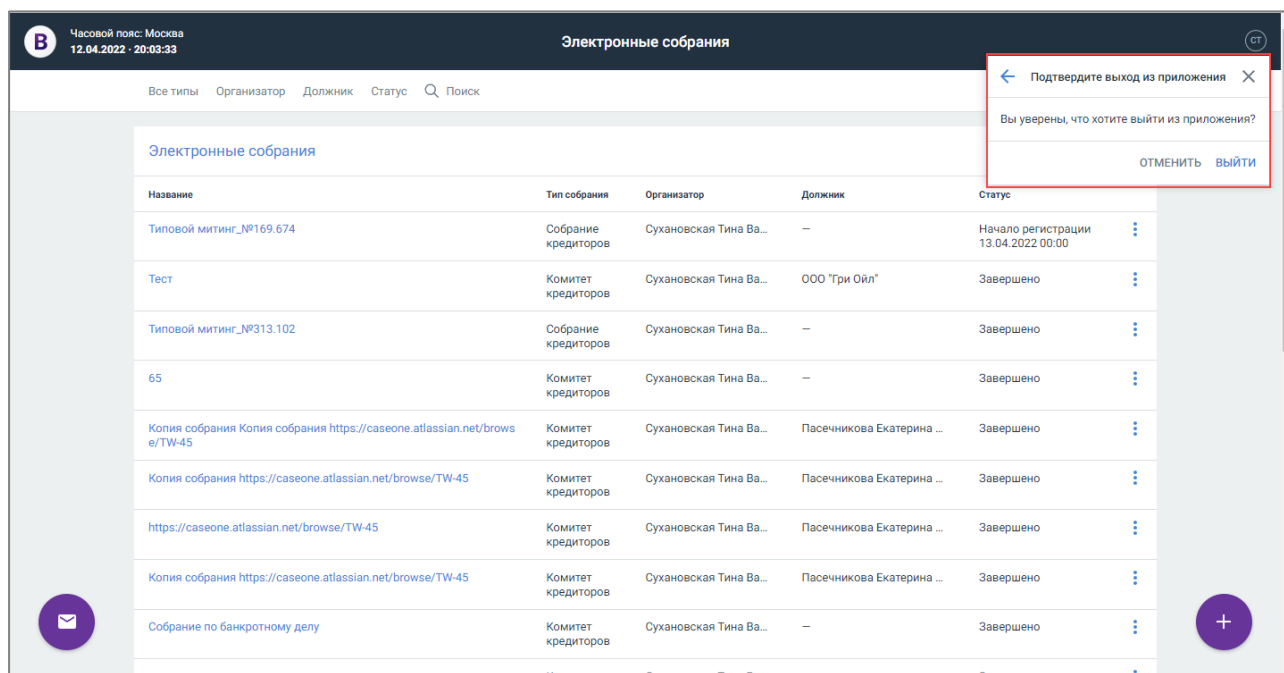 B
Часовой пояс: Москва
12.04.2022 · 20:03:33
Электронные собрания
СТ
Подтвердите выход из приложения
Вы уверены, что хотите выйти из приложения?
ОТМЕНИТЬ ВЫЙТИ
Все типы Организатор Должник Статус Поиск
Электронные собрания
Название Тип собрания Организатор Должник Статус
Типовой митинг_№169.674 Собрание Сухановская Тина Ва... — Начало регистрации
кредиторов 13.04.2022 00:00
Тест Комитет Сухановская Тина Ва... ООО "Гри Ойл" Завершено
кредиторов
Типовой митинг_№313.102 Собрание Сухановская Тина Ва... — Завершено
кредиторов
65 Комитет Сухановская Тина Ва... — Завершено
кредиторов
Копия собрания Копия собрания https://caseone.atlassian.net/brows Комитет Сухановская Тина Ва... Пасечникова Екатерина ... Завершено
e/TW-45 кредиторов
Копия собрания https://caseone.atlassian.net/browse/TW-45 Комитет Сухановская Тина Ва... Пасечникова Екатерина ... Завершено
кредиторов
https://caseone.atlassian.net/browse/TW-45 Комитет Сухановская Тина Ва... Пасечникова Екатерина ... Завершено
кредиторов
Копия собрания https://caseone.atlassian.net/browse/TW-45 Комитет Сухановская Тина Ва... Пасечникова Екатерина ... Завершено
кредиторов
Собрание по банкротному делу Комитет Сухановская Тина Ва... — Завершено
кредиторов